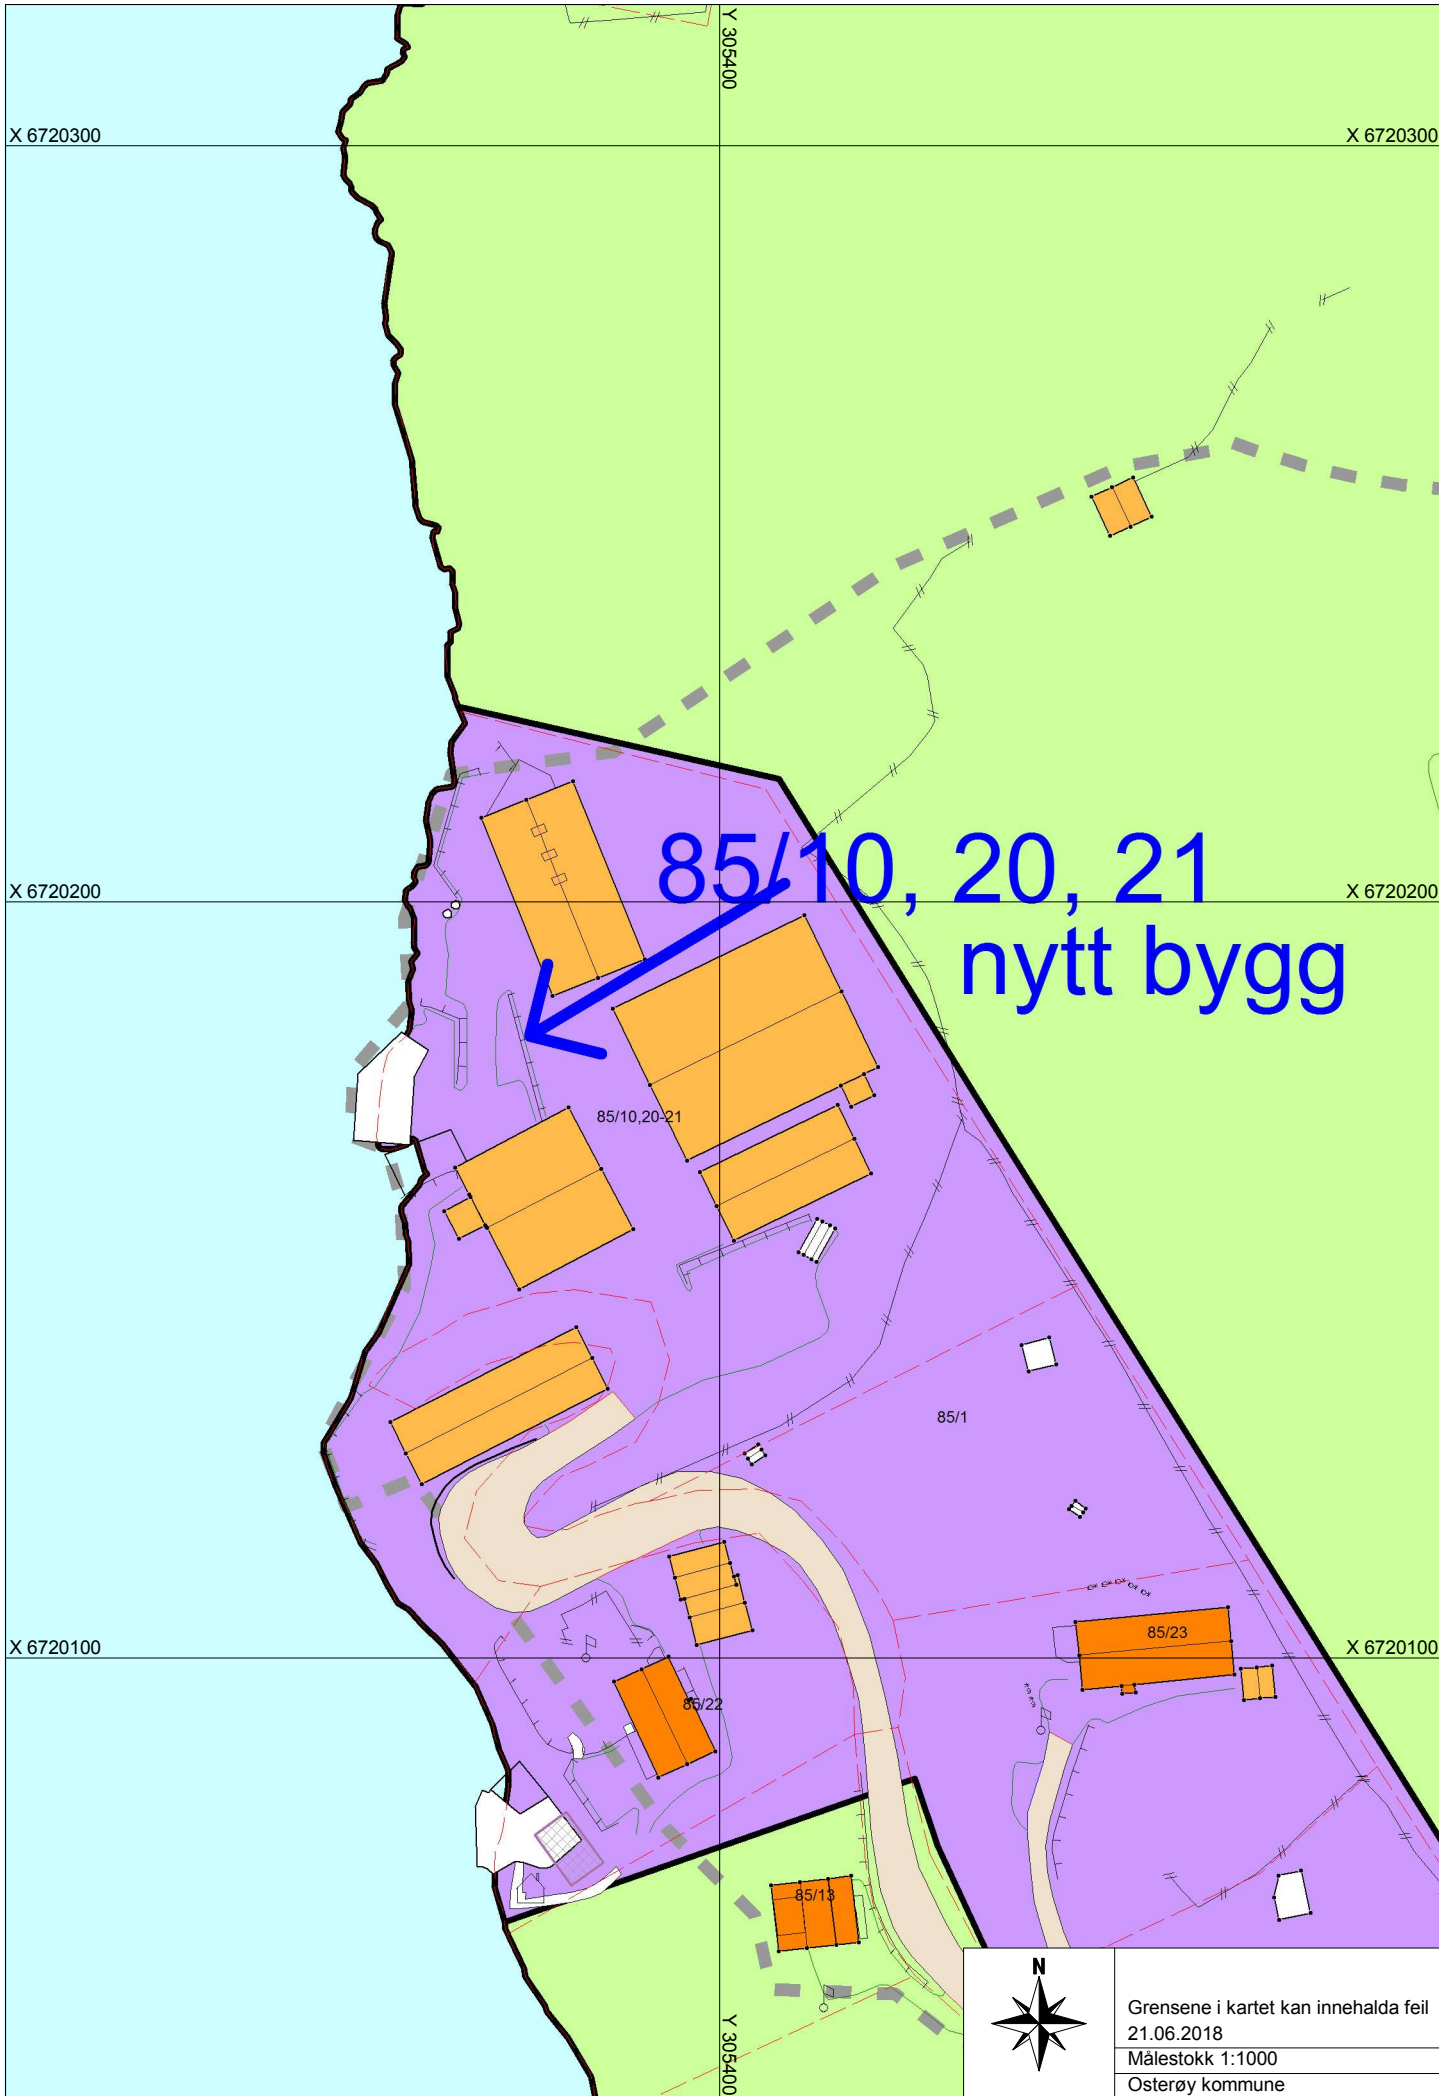 Y 305400
X 6720300
X 6720300
85/10, 20, 21
X 6720200
X 6720200
nytt bygg
85/10,20-21
85/1
85/23
X 6720100
X 6720100
85/22
85/13
Y 305400
N
Grensene i kartet kan innehalda feil
21.06.2018
Målestokk 1:1000
Osterøy kommune